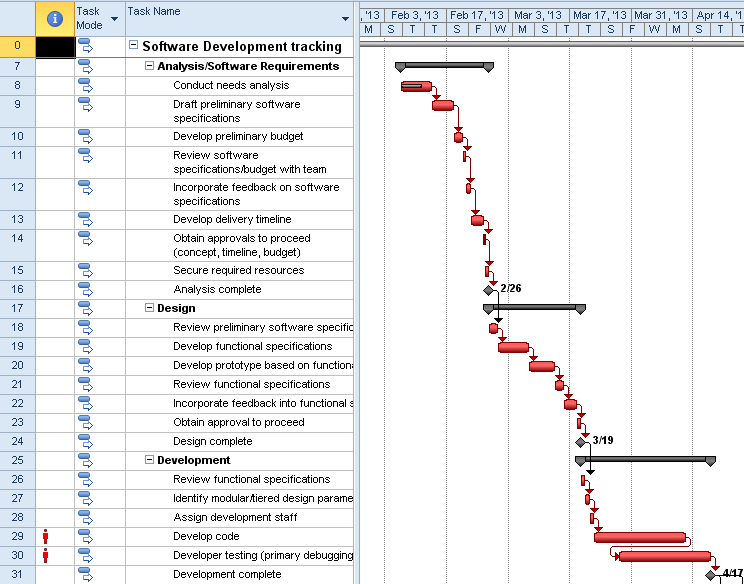 Task Mode
Task Name
, '13
Feb 3, '13
Feb 17, '13
Mar 3, '13
Mar 17, '13
Mar 31, '13
Apr 14, '1
M S T T S M T F W M S T T S F W M S T T
0 Software Development tracking
7 Analysis/Software Requirements
8 Conduct needs analysis
9 Draft preliminary software
specifications
10 Develop preliminary budget
11 Review software
specifications/budget with team
12 Incorporate feedback on software
specifications
13 Develop delivery timeline
14 Obtain approvals to proceed
(concept, timeline, budget)
15 Secure required resources
16 Analysis complete
2/26
17 Design
18 Review preliminary software specific
19 Develop functional specifications
20 Develop prototype based on functiona
21 Review functional specifications
22 Incorporate feedback into functional s
23 Obtain approval to proceed
24 Design complete
3/19
25 Development
26 Review functional specifications
27 Identify modular/tiered design parame
28 Assign development staff
29 Develop code
30 Developer testing (primary debugging
31 Development complete
4/17